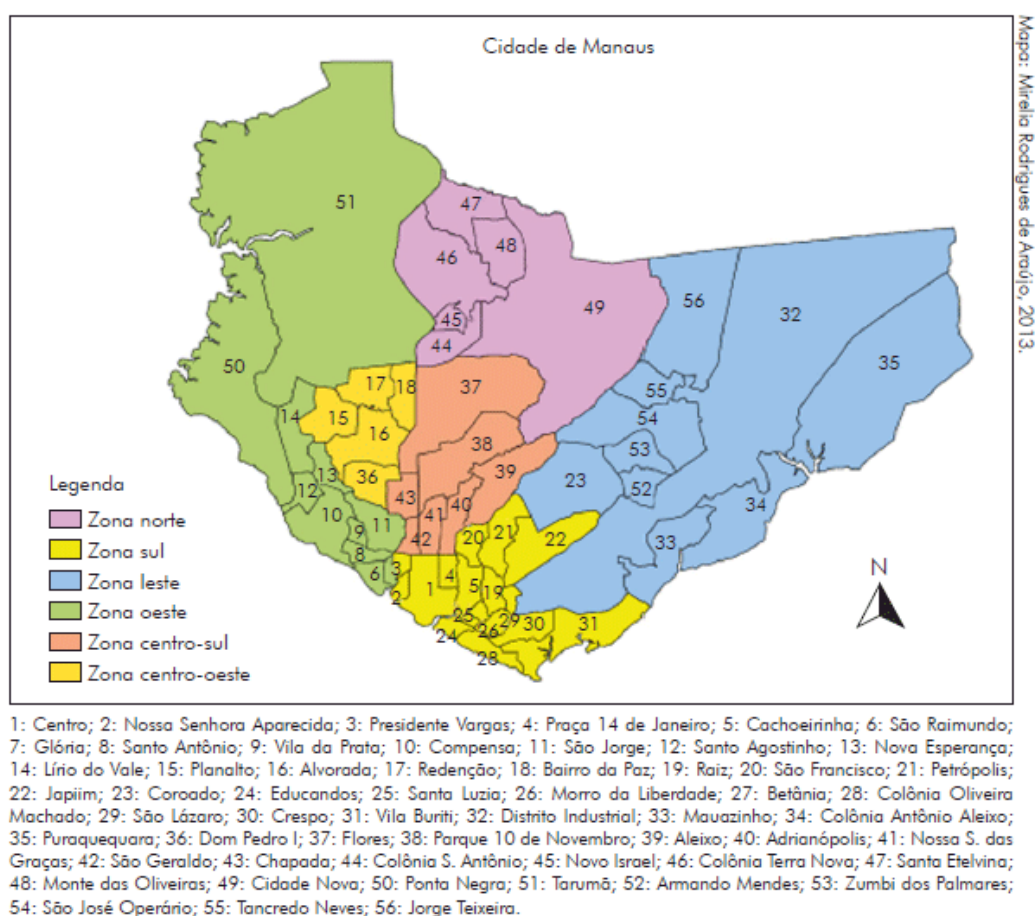 Cidade de Manaus
Mapa: Mirelia Rodrigues de Araújo, 2013.
51
47
48
46
49
45
44
56
32
35
50
17
18
37
55
14
15
16
54
38
53
13
36
39
23
52
12
43
40
34
10
41
11
9
42
20
21
22
33
8
3
6
1
4
5
19
2
25
29
30
31
24
26
28
N
Legenda
Zona norte
Zona sul
Zona leste
Zona oeste
Zona centro-sul
Zona centro-oeste
1: Centro; 2: Nossa Senhora Aparecida; 3: Presidente Vargas; 4: Praça 14 de Janeiro; 5: Cachoeirinha; 6: São Raimundo;
7: Glória; 8: Santo Antônio; 9: Vila da Prata; 10: Compensa; 11: São Jorge; 12: Santo Agostinho; 13: Nova Esperança;
14: Lírio do Vale; 15: Planalto; 16: Alvorada; 17: Redenção; 18: Bairro da Paz; 19: Raiz; 20: São Francisco; 21: Petrópolis;
22: Japiim; 23: Coroado; 24: Educandos; 25: Santa Luzia; 26: Morro da Liberdade; 27: Betânia; 28: Colônia Oliveira
Machado; 29: São Lázaro; 30: Crespo; 31: Vila Buriti; 32: Distrito Industrial; 33: Mauazinho; 34: Colônia Antônio Aleixo;
35: Puraquequara; 36: Dom Pedro I; 37: Flores; 38: Parque 10 de Novembro; 39: Aleixo; 40: Adrianópolis; 41: Nossa S. das
Graças; 42: São Geraldo; 43: Chapada; 44: Colônia S. Antônio; 45: Novo Israel; 46: Colônia Terra Nova; 47: Santa Etelvina;
48: Monte das Oliveiras; 49: Cidade Nova; 50: Ponta Negra; 51: Tarumã; 52: Armando Mendes; 53: Zumbi dos Palmares;
54: São José Operário; 55: Tancredo Neves; 56: Jorge Teixeira.